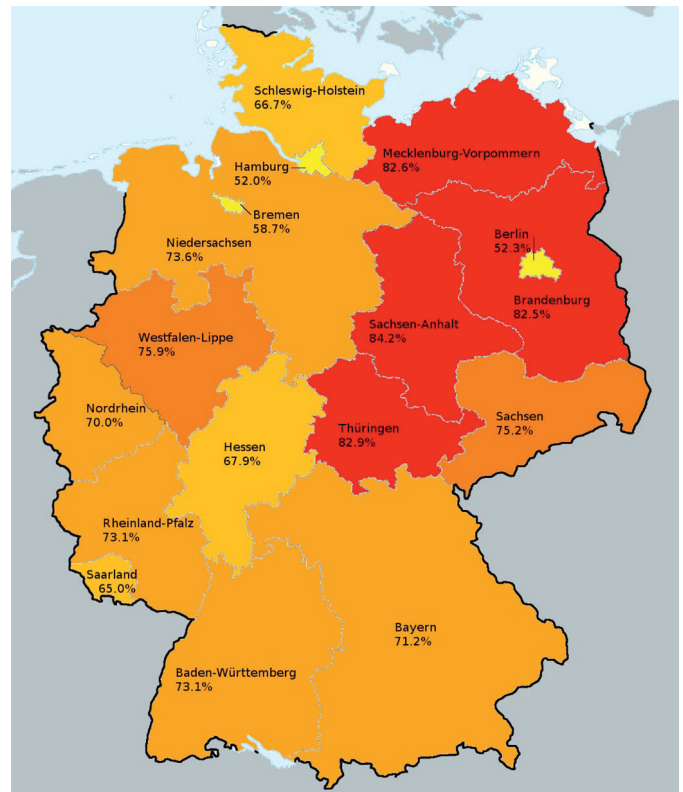 Schleswig-Holstein
66.7%
Mecklenburg-Vorpommern
82.6%
Hamburg
52.0%
Bremen
58.7%
Niedersachsen
73.6%
Berlin
52.3%
Brandenburg
82.5%
Sachsen-Anhalt
84.2%
Westfalen-Lippe
75.9%
Nordrhein
70.0%
Sachsen
75.2%
Thüringen
82.9%
Hessen
67.9%
Rheinland-Pfalz
73.1%
Saarland
65.0%
Bayern
71.2%
Baden-Württemberg
73.1%